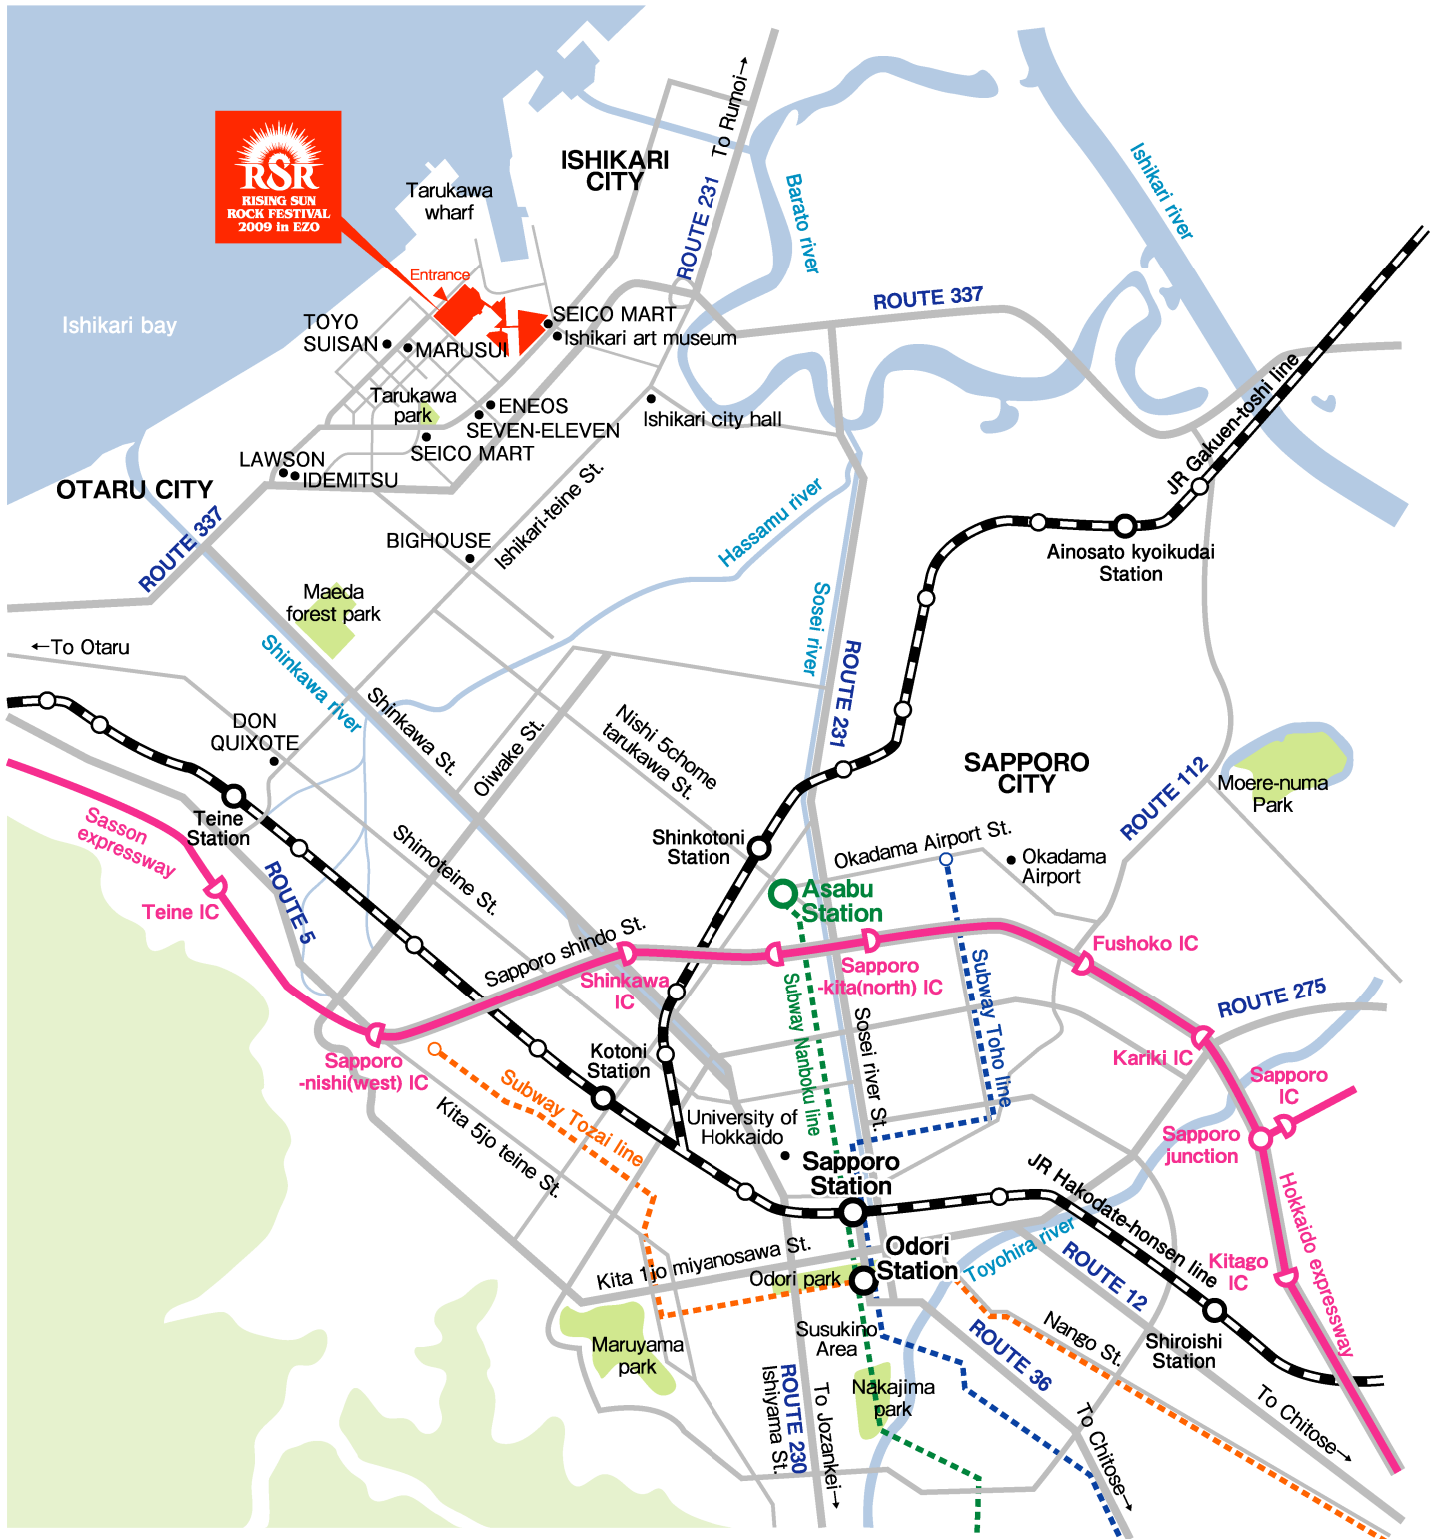 RSR
RISING SUN
ROCK FESTIVAL
2009 in EZO
Tarukawa
wharf
ISHIKARI
CITY
To Rumoi→
ROUTE 231
Barato river
Ishikari river
Entrance
Ishikari bay
TOYO
SUISAN
MARUSUI
SEICO MART
Ishikari art museum
ROUTE 337
Tarukawa
park
ENEOS
SEVEN-ELEVEN
SEICO MART
Ishikari city hall
JR Gakuen-toshi line
LAWSON
IDEMITSU
OTARU CITY
ROUTE 337
BIGHOUSE
Ishikari-teine St.
Hassamu river
Ainosato kyoikudai
Station
Maeda
forest park
Sosei river
ROUTE 231
←To Otaru
Shinkawa river
Shinkawa St.
DON
QUIXOTE
Oiwake St.
Nishi 5chome
tarukawa St.
SAPPORO
CITY
ROUTE 112
Moere-numa
Park
Teine
Station
Sasson
expressway
Shimoteine St.
Shinkotoni
Station
Okadama Airport St.
Okadama
Airport
Teine IC
ROUTE 5
Asabu
Station
Sapporo shindo St.
Shinkawa
IC
Sapporo
-kita(north) IC
Fushoko IC
Subway Nanboku line
Sosei river St.
Subway Toho line
ROUTE 275
Sapporo
-nishi(west) IC
Kotoni
Station
Kariki IC
Sapporo
IC
Subway Tozai line
Kita 5jo teine St.
University of
Hokkaido
Sapporo
Station
Sapporo
junction
JR Hakodate-honsen line
Hokkaido expressway
Kita 1jo miyanosawa St.
Odori park
Odori
Station
Toyohira river
ROUTE 12
Kitago
IC
Maruyama
park
Susukino
Area
ROUTE 36
Nango St.
Shiroishi
Station
Nakajima
park
Ishiyama St.
ROUTE 230
To Jozankei→
To Chitose→
To Chitose→